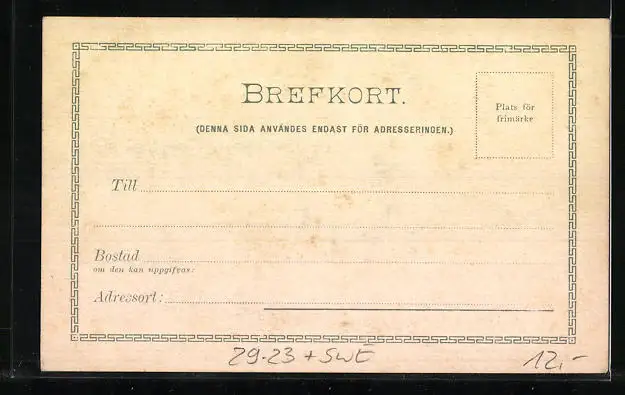 BREFKORT.
(DENNA SIDA ANVÄNDES ENDAST FÖR ADRESSERINGEN.)
Plats för
frimärke
Till
Bostad
om den kan uppgifvas:
Adressort:
29-23 + SWE
12,-